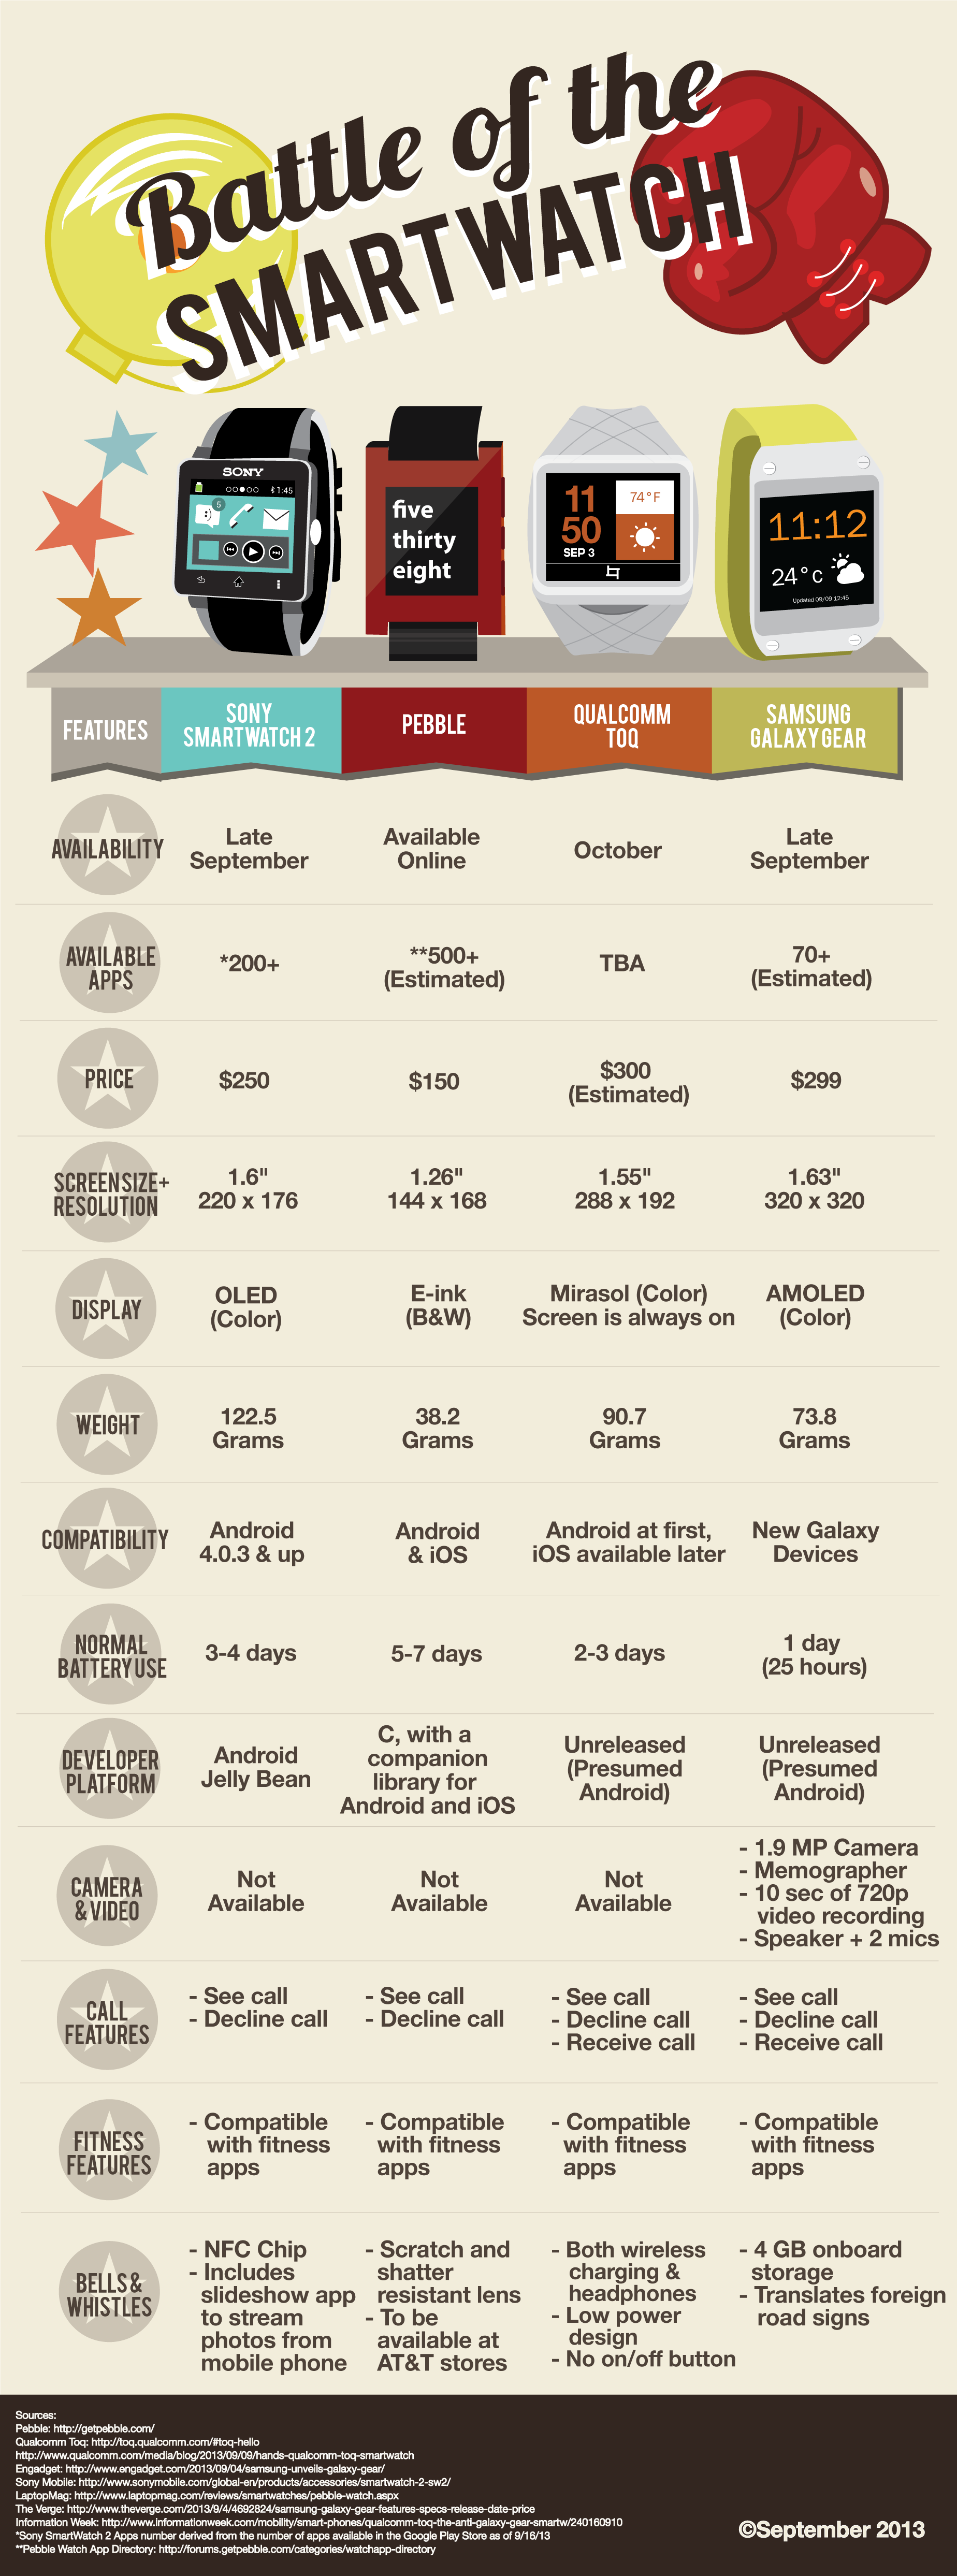 Battle of the
SMARTWATCH
SONY
1:45
5
five
thirty
eight
11
50
SEP 3
74°F
11:12
24°c
Updated 09/09 12:45
FEATURES
SONY
SMARTWATCH 2
PEBBLE
QUALCOMM
TOQ
SAMSUNG
GALAXY GEAR
AVAILABILITY
Late
September
Available
Online
October
Late
September
AVAILABLE
APPS
*200+
**500+
(Estimated)
TBA
70+
(Estimated)
PRICE
$250
$150
$300
(Estimated)
$299
SCREEN SIZE+
RESOLUTION
1.6"
220 x 176
1.26"
144 x 168
1.55"
288 x 192
1.63"
320 x 320
DISPLAY
OLED
(Color)
E-ink
(B&W)
Mirasol (Color)
Screen is always on
AMOLED
(Color)
WEIGHT
122.5
Grams
38.2
Grams
90.7
Grams
73.8
Grams
COMPATIBILITY
Android
4.0.3 & up
Android
& iOS
Android at first,
iOS available later
New Galaxy
Devices
NORMAL
BATTERY USE
3-4 days
5-7 days
2-3 days
1 day
(25 hours)
DEVELOPER
PLATFORM
Android
Jelly Bean
C, with a
companion
library for
Android and iOS
Unreleased
(Presumed
Android)
Unreleased
(Presumed
Android)
CAMERA
& VIDEO
Not
Available
Not
Available
Not
Available
- 1.9 MP Camera
- Memographer
- 10 sec of 720p
video recording
- Speaker + 2 mics
CALL
FEATURES
- See call
- Decline call
- See call
- Decline call
- See call
- Decline call
- Receive call
- See call
- Decline call
- Receive call
FITNESS
FEATURES
- Compatible
with fitness
apps
- Compatible
with fitness
apps
- Compatible
with fitness
apps
- Compatible
with fitness
apps
BELLS &
WHISTLES
- NFC Chip
- Includes
slideshow app
to stream
photos from
mobile phone
- Scratch and
shatter
resistant lens
- To be
available at
AT&T stores
- Both wireless
charging &
headphones
- Low power
design
- No on/off button
- 4 GB onboard
storage
- Translates foreign
road signs
Sources:
Pebble: http://getpebble.com/
Qualcomm Toq: http://toq.qualcomm.com/#toq-hello
http://www.qualcomm.com/media/blog/2013/09/09/hands-qualcomm-toq-smartwatch
Engadget: http://www.engadget.com/2013/09/04/samsung-unveils-galaxy-gear/
Sony Mobile: http://www.sonymobile.com/global-en/products/accessories/smartwatch-2-sw2/
LaptopMag: http://www.laptopmag.com/reviews/smartwatches/pebble-watch.aspx
The Verge: http://www.theverge.com/2013/9/4/4692824/samsung-galaxy-gear-features-specs-release-date-price
Information Week: http://www.informationweek.com/mobility/smart-phones/qualcomm-toq-the-anti-galaxy-gear-smartw/240160910
*Sony SmartWatch 2 Apps number derived from the number of apps available in the Google Play Store as of 9/16/13
**Pebble Watch App Directory: http://forums.getpebble.com/categories/watchapp-directory
©September 2013